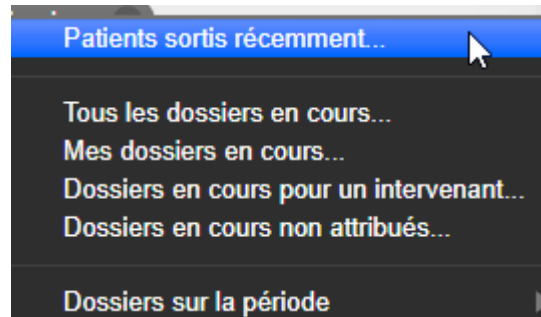 Patients sortis récemment...
Tous les dossiers en cours...
Mes dossiers en cours...
Dossiers en cours pour un intervenant...
Dossiers en cours non attribués...
Dossiers sur la période